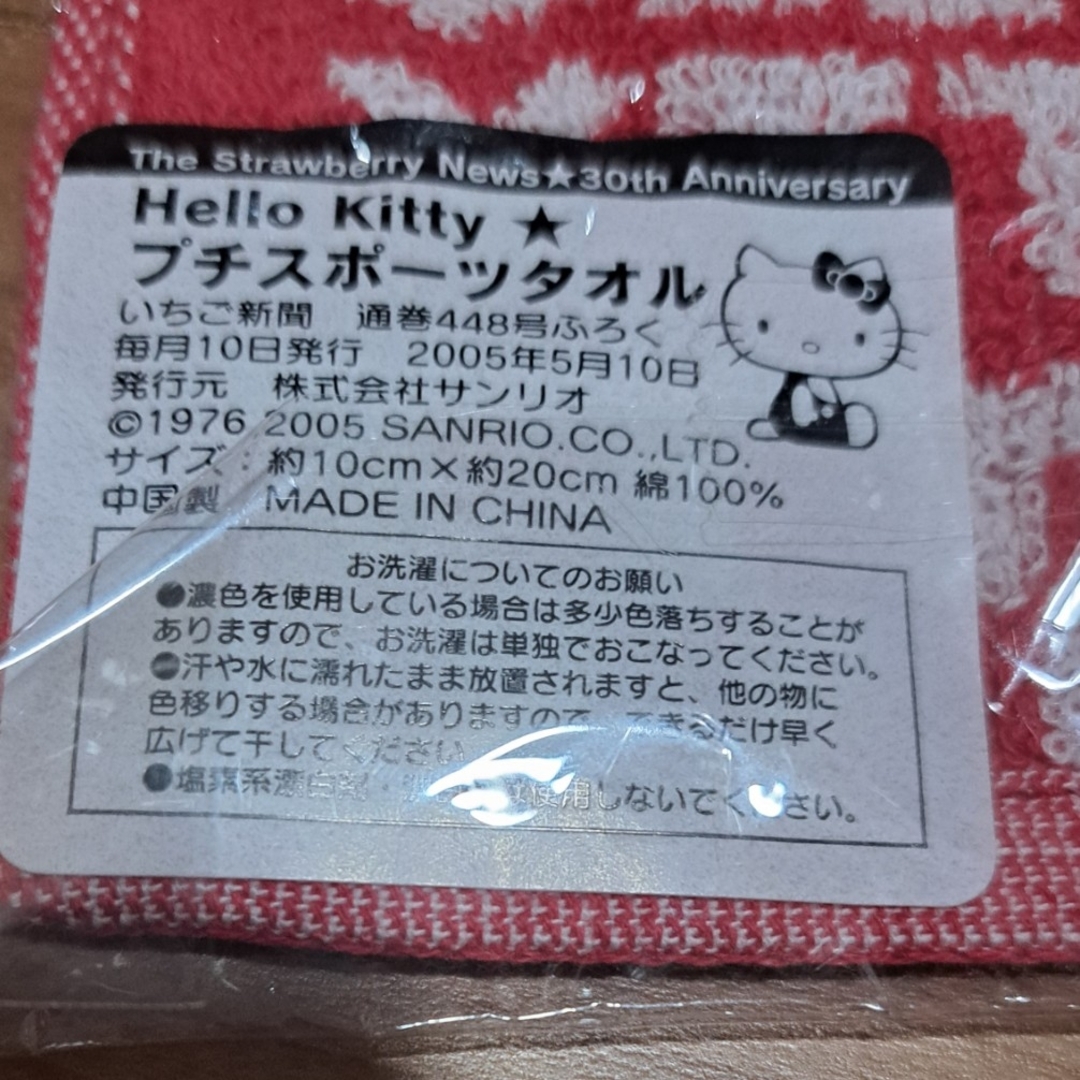 The Strawberry News★30th Anniversary
Hello Kitty ★
プチスポーツタオル
いちご新聞 通巻448号ふろく
毎月10日発行 2005年5月10日
発行元 株式会社サンリオ
©1976 2005 SANRIO.CO.,LTD.
サイズ：約10cm×約20cm 綿100%
中国製 MADE IN CHINA
お洗濯についてのお願い
●濃色を使用している場合は多少色落ちすることが
ありますので、お洗濯は単独でおこなってください。
●汗や水に濡れたまま放置されますと、他の物に
色移りする場合がありますので、できるだけ早く
広げて干してください
●塩素系漂白剤・使用しないでください。